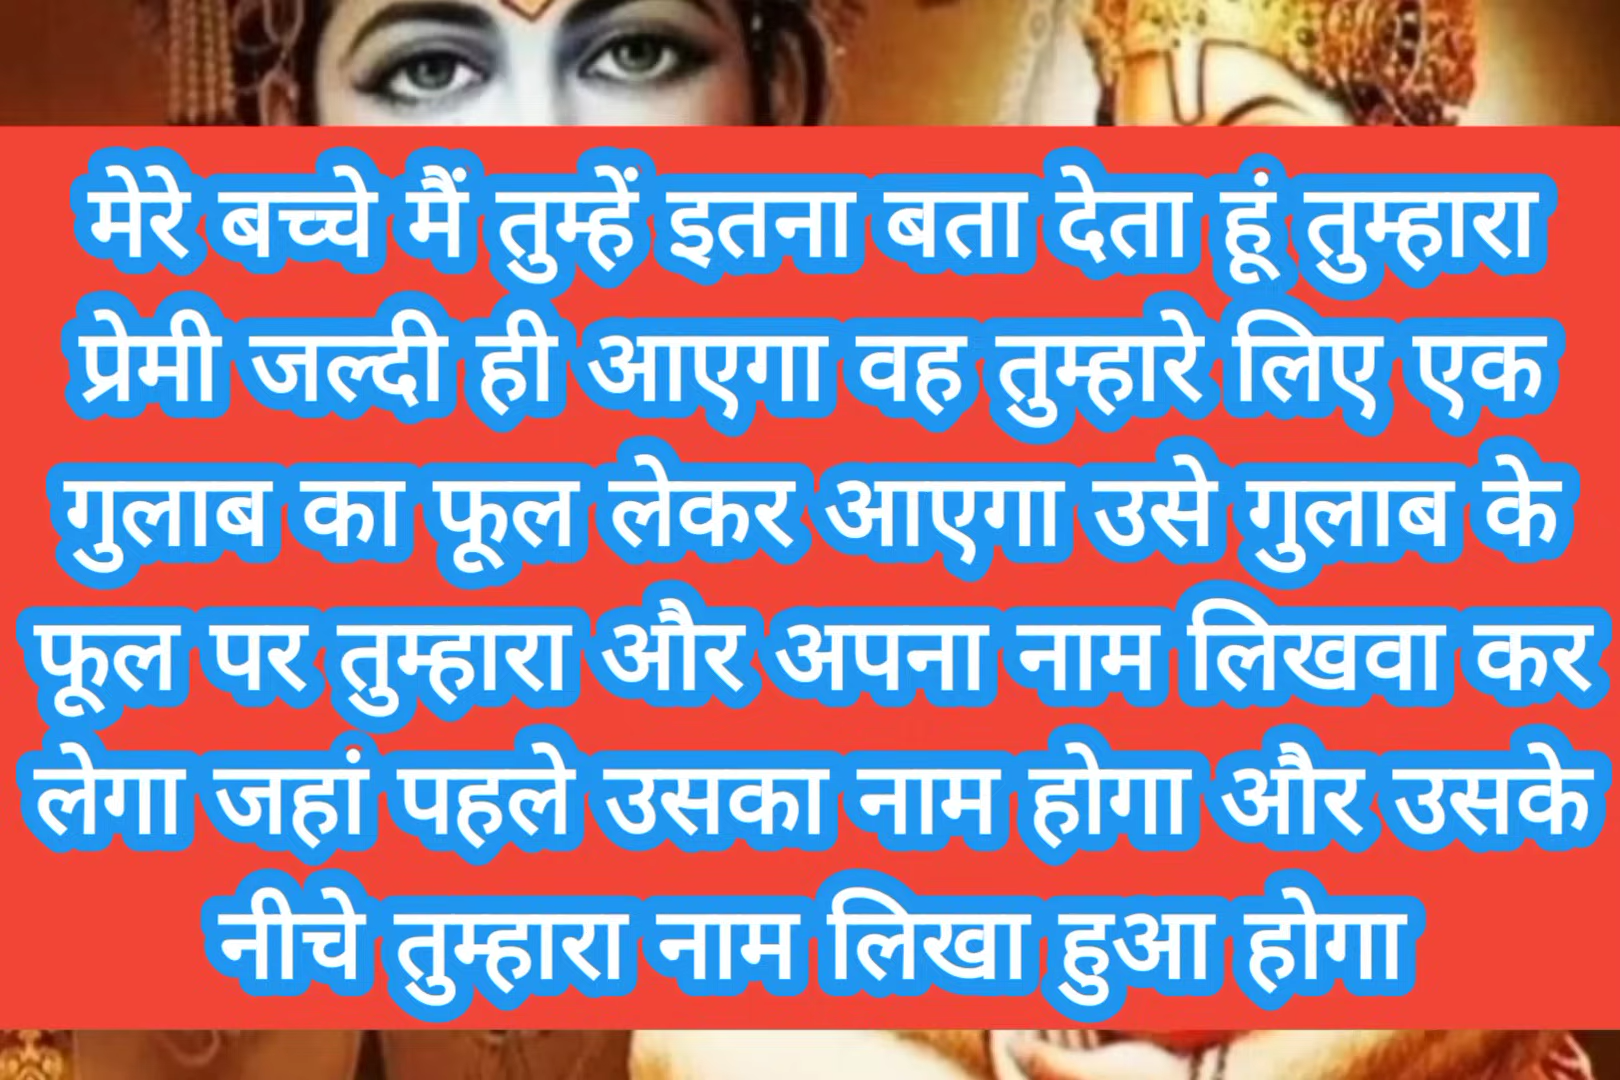 मेरे बच्चे मैं तुम्हें इतना बता देता हूं तुम्हारा
प्रेमी जल्दी ही आएगा वह तुम्हारे लिए एक
गुलाब का फूल लेकर आएगा उसे गुलाब के
फूल पर तुम्हारा और अपना नाम लिखवा कर
लेगा जहां पहले उसका नाम होगा और उसके
नीचे तुम्हारा नाम लिखा हुआ होगा